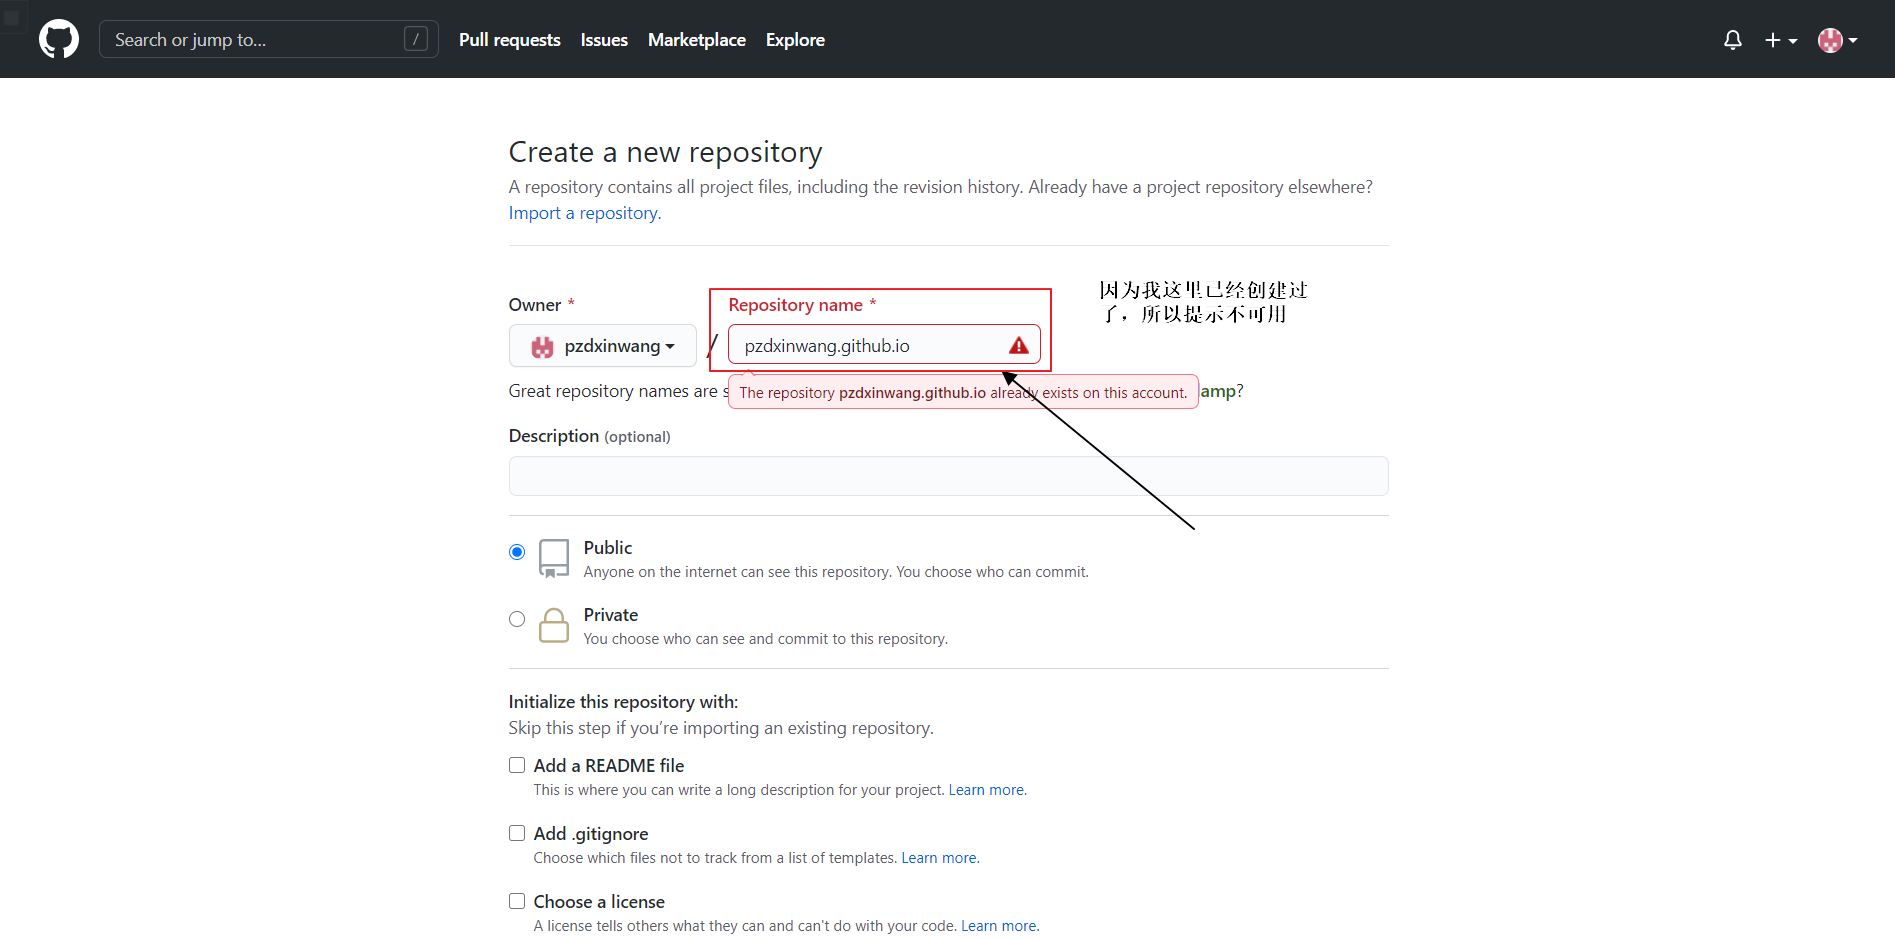 Search or jump to... /
Pull requests Issues Marketplace Explore
Create a new repository
A repository contains all project files, including the revision history. Already have a project repository elsewhere?
Import a repository.
Owner *
Repository name *
因为我这里已经创建过
了，所以提示不可用
pzdxinwang
/
pzdxinwang.github.io
Great repository names are s
The repository pzdxinwang.github.io already exists on this account.
amp?
Description (optional)
Public
Anyone on the internet can see this repository. You choose who can commit.
Private
You choose who can see and commit to this repository.
Initialize this repository with:
Skip this step if you’re importing an existing repository.
Add a README file
This is where you can write a long description for your project. Learn more.
Add .gitignore
Choose which files not to track from a list of templates. Learn more.
Choose a license
A license tells others what they can and can't do with your code. Learn more.